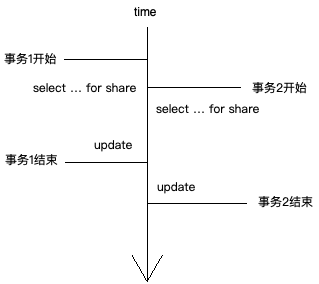 time
事务1开始
select ... for share
事务2开始
select ... for share
update
事务1结束
update
事务2结束